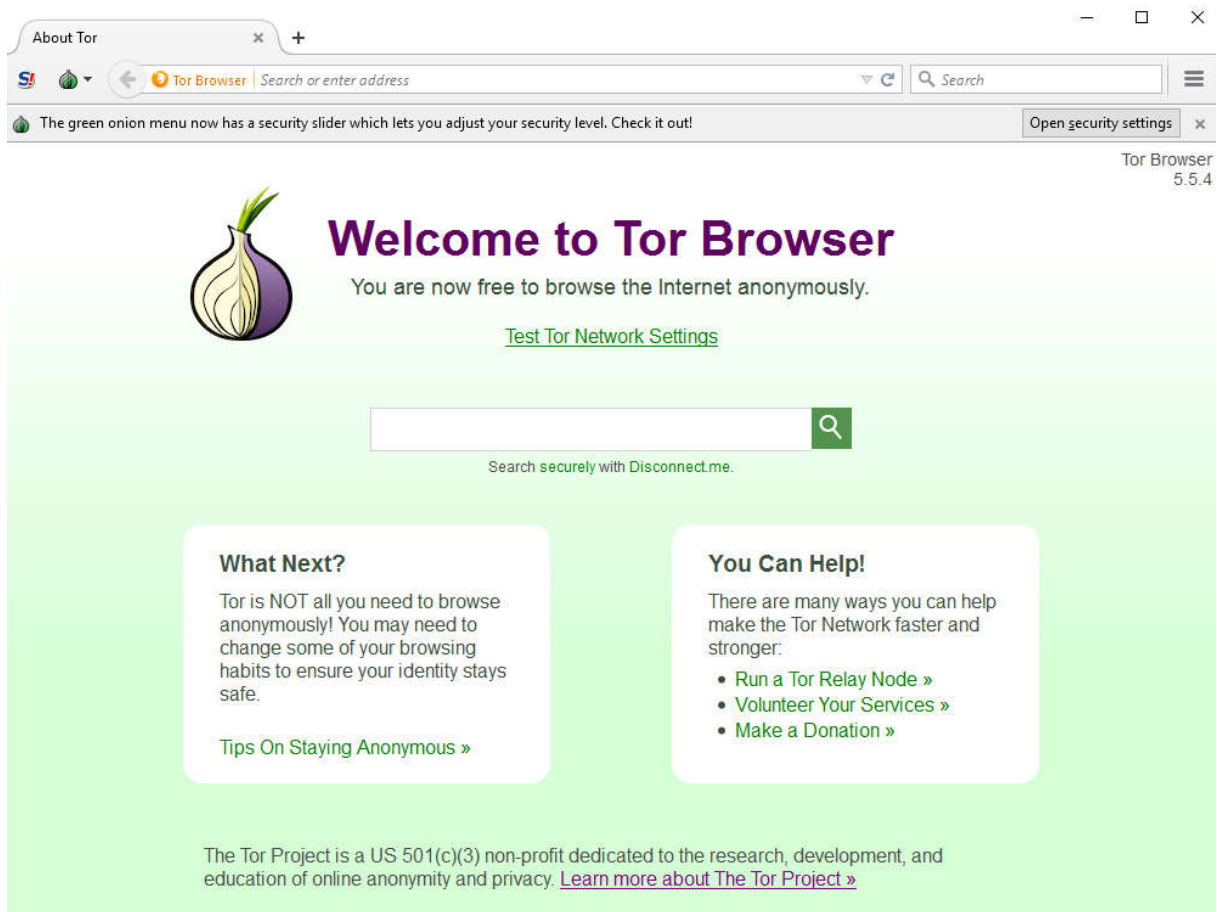 About Tor
Tor Browser Search or enter address
Search
The green onion menu now has a security slider which lets you adjust your security level. Check it out!
Open security settings
Tor Browser
5.5.4
Welcome to Tor Browser
You are now free to browse the Internet anonymously.
Test Tor Network Settings
Search securely with Disconnect.me.
What Next?
Tor is NOT all you need to browse
anonymously! You may need to
change some of your browsing
habits to ensure your identity stays
safe.
Tips On Staying Anonymous »
You Can Help!
There are many ways you can help
make the Tor Network faster and
stronger:
• Run a Tor Relay Node »
• Volunteer Your Services »
• Make a Donation »
The Tor Project is a US 501(c)(3) non-profit dedicated to the research, development, and
education of online anonymity and privacy. Learn more about The Tor Project »